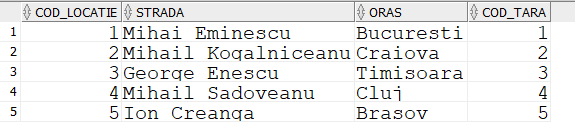 COD_LOCATIE STRADA ORAS COD_TARA
1 1 Mihai Eminescu Bucuresti 1
2 2 Mihail Kogalniceanu Craiova 2
3 3 George Enescu Timisoara 3
4 4 Mihail Sadoveanu Cluj 4
5 5 Ion Creanga Brasov 5